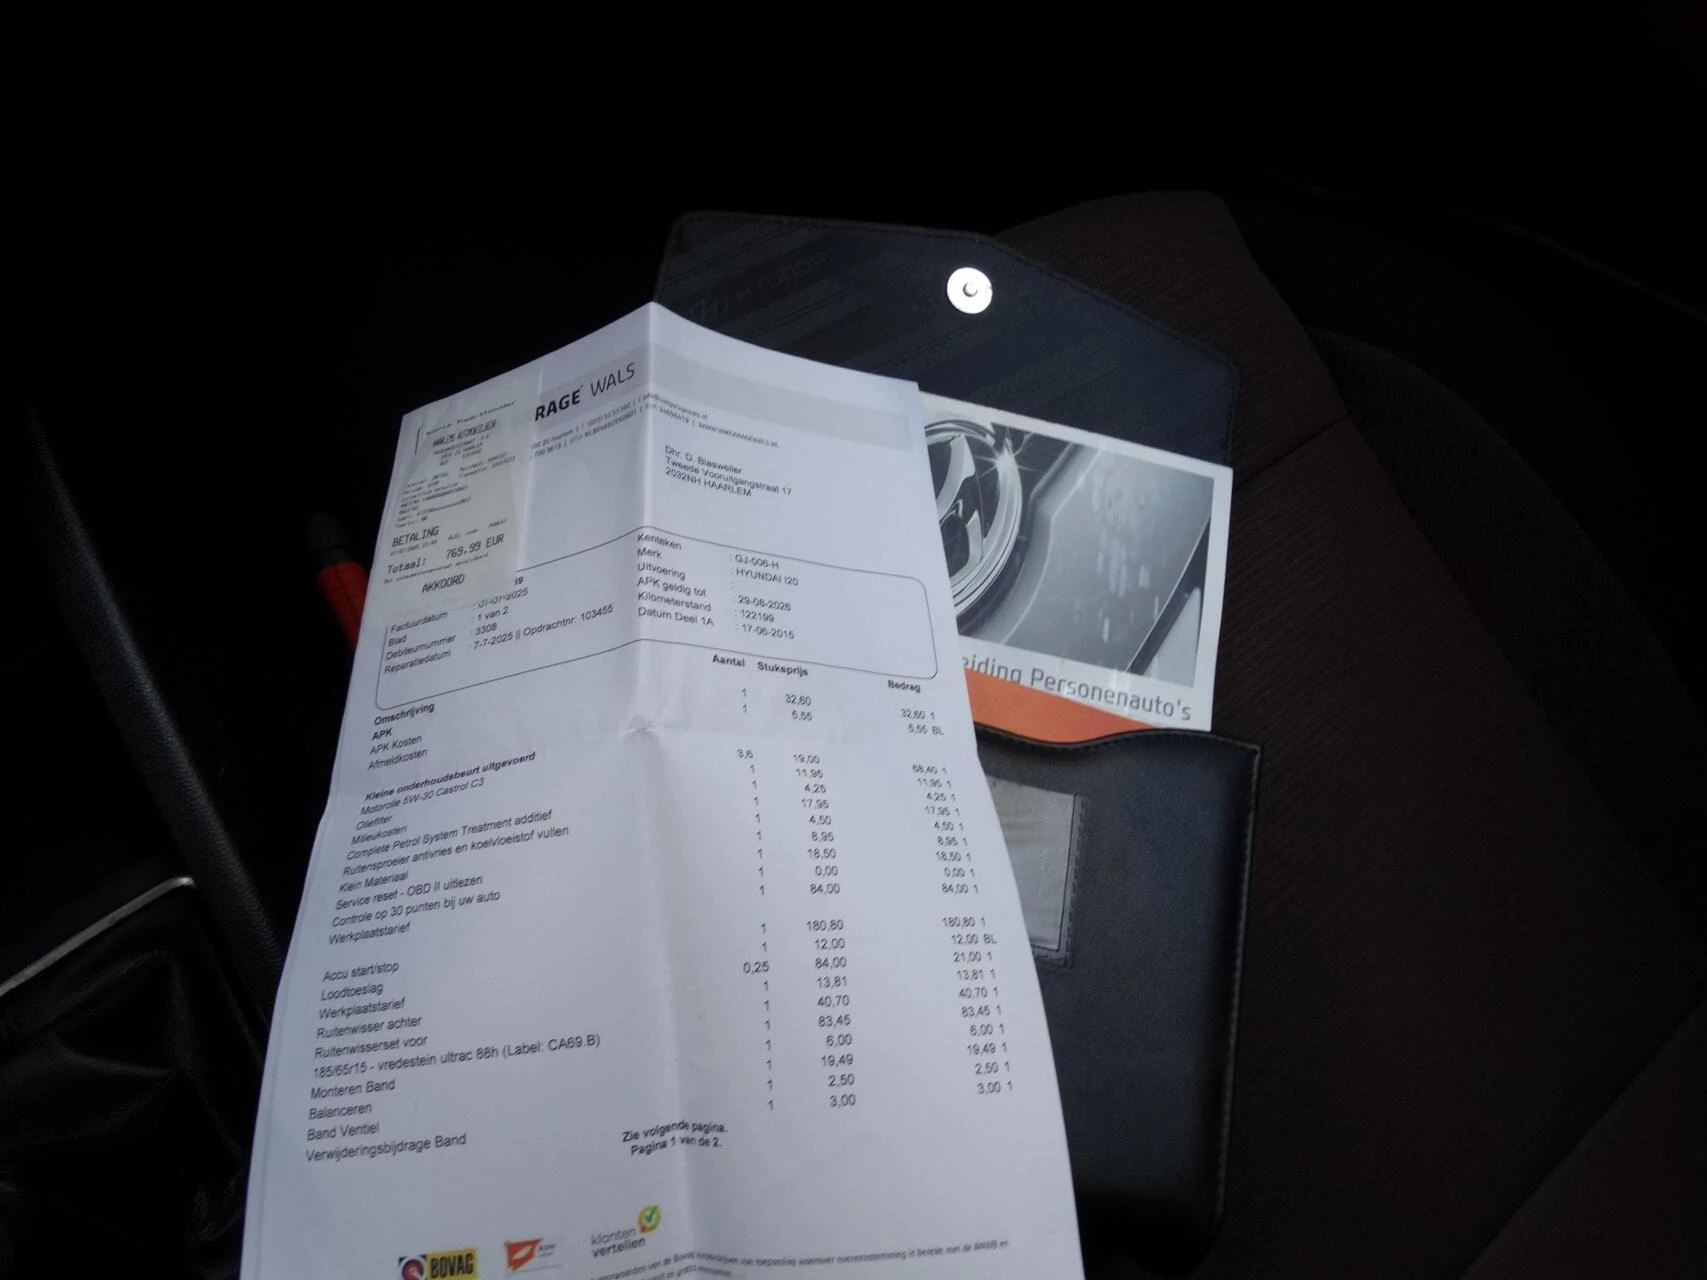 HYUNDAI
RAGE WALS
WWW.VAKGARAGEWALS.NL
Dhr. D. Blasweiler
Tweede Vooruitgangstraat 17
2032NH HAARLEM
HAARLEMS AUTOMOBIELBEDR
BETALING
Totaal: 769,99 EUR
AKKOORD
Factuurdatum : 07-07-2025
Blad : 1 van 2
Debiteurnummer : 3308
Reparatiedatum : 7-7-2025 || Opdrachtnr: 103455
Kenteken : GJ-006-H
Merk : HYUNDAI I20
Uitvoering :
APK geldig tot : 29-08-2026
Kilometerstand : 122199
Datum Deel 1A : 17-06-2015
Omschrijving Aantal Stuksprijs Bedrag
APK
APK Kosten 1 32,60 32,60 1
Afmeldkosten 1 5,55 5,55 BL
Kleine onderhoudsbeurt uitgevoerd
Motorolie 5W-30 Castrol C3 3,6 19,00 68,40 1
Oliefilter 1 11,95 11,95 1
Milieukosten 1 4,25 4,25 1
Complete Petrol System Treatment additief 1 17,95 17,95 1
Ruitensproeier antivries en koelvloeistof vullen 1 4,50 4,50 1
Klein Materiaal 1 8,95 8,95 1
Service reset - OBD II uitlezen 1 18,50 18,50 1
Controle op 30 punten bij uw auto 1 0,00 0,00 1
Werkplaatstarief 1 84,00 84,00 1
Accu start/stop 1 180,80 180,80 1
Loodtoeslag 1 12,00 12,00 BL
Werkplaatstarief 0,25 84,00 21,00 1
Ruitenwisser achter 1 13,81 13,81 1
Ruitenwisserset voor 1 40,70 40,70 1
185/65r15 - vredestein ultrac 88h (Label: CA69.B) 1 83,45 83,45 1
Monteren Band 1 6,00 6,00 1
Balanceren 1 19,49 19,49 1
Band Ventiel 1 2,50 2,50 1
Verwijderingsbijdrage Band 1 3,00 3,00 1
Zie volgende pagina.
Pagina 1 van de 2.
BOVAG
klanten
vertellen
eiding Personenauto's